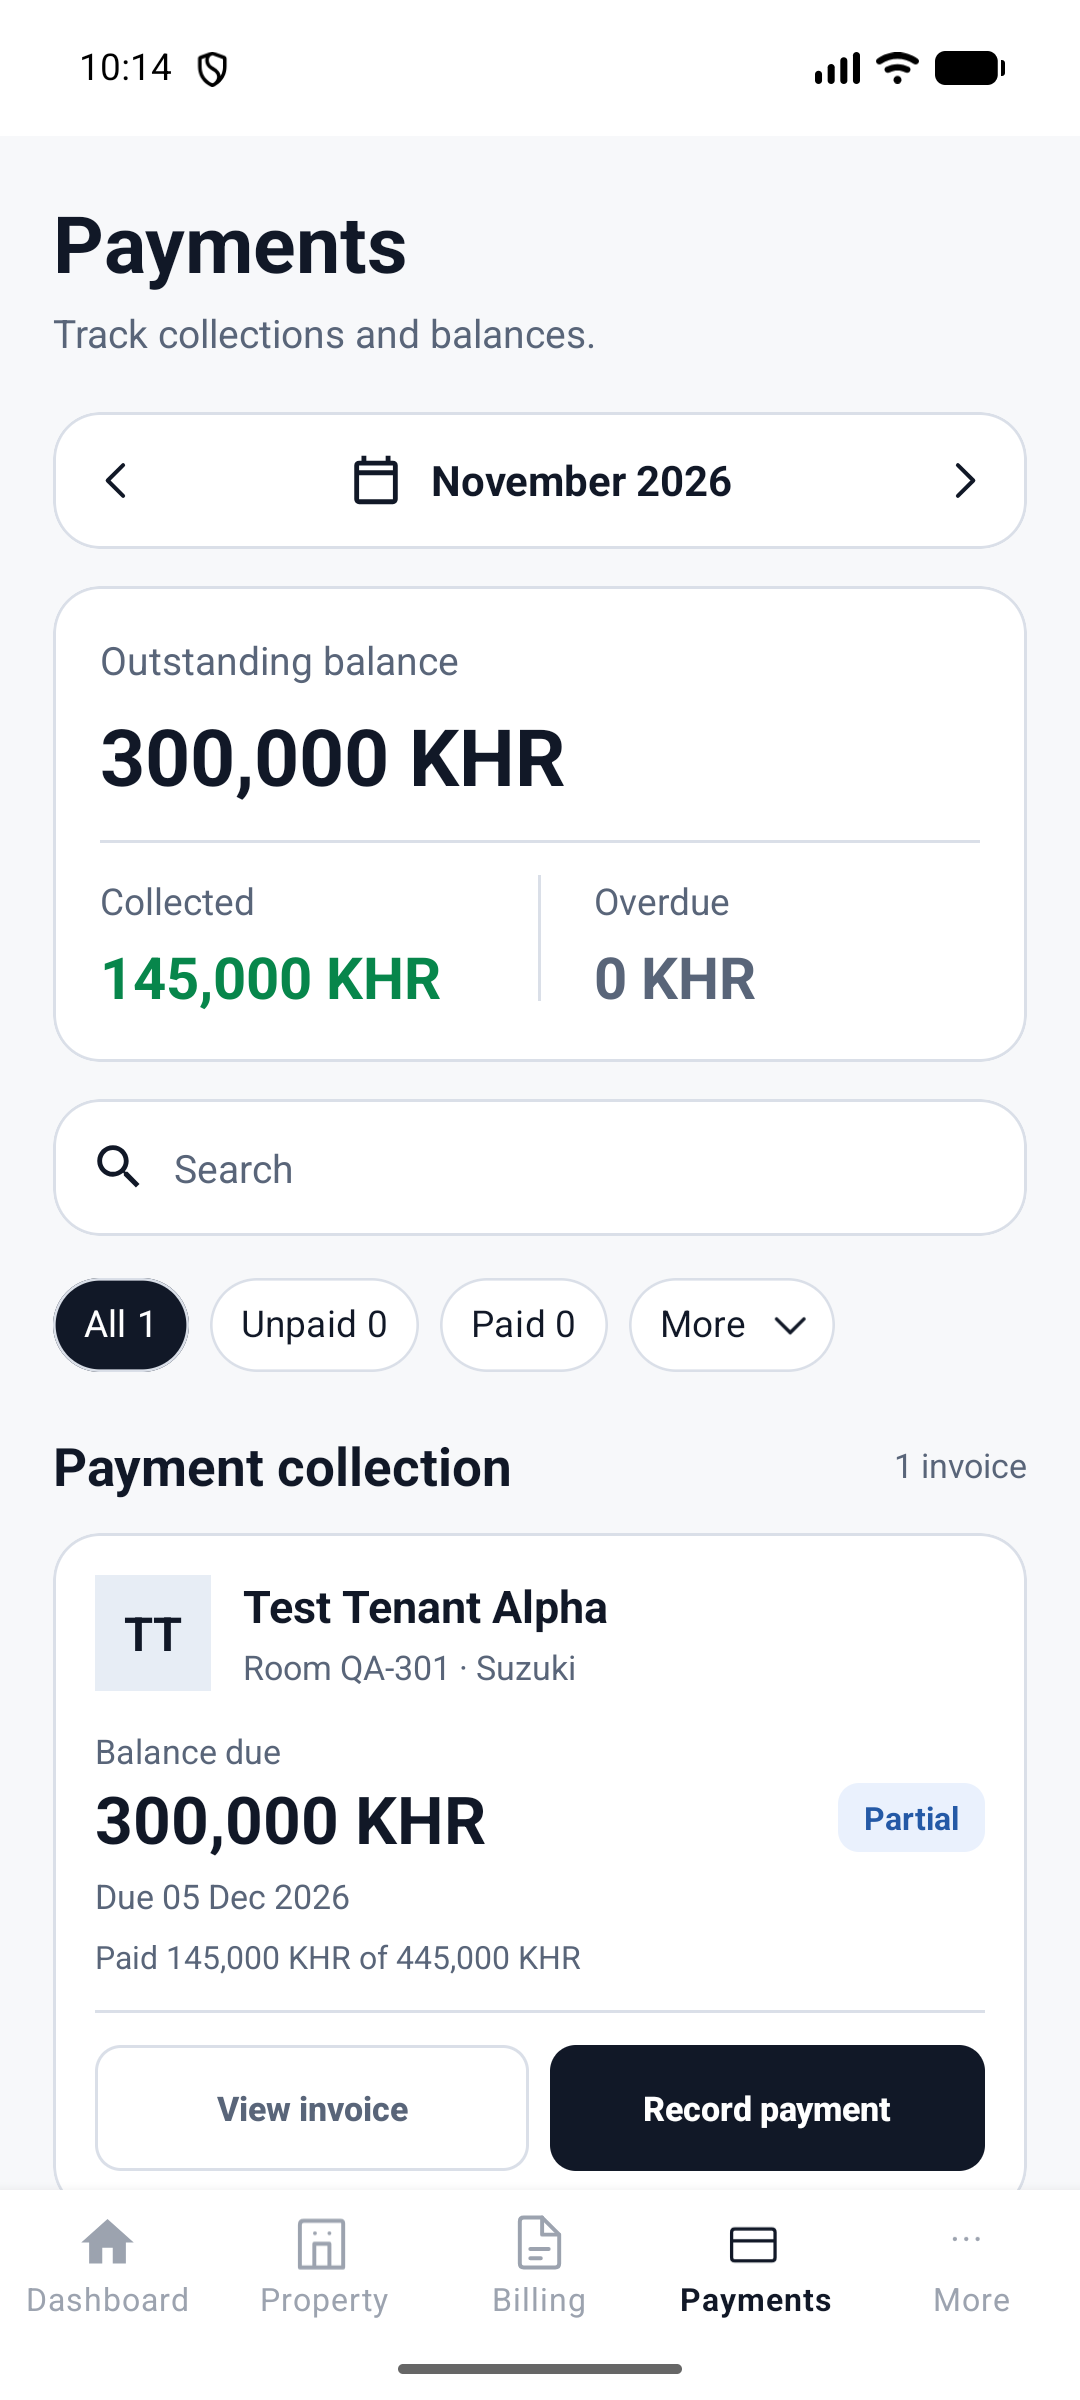 10:14
Payments
Track collections and balances.
November 2026
Outstanding balance
300,000 KHR
Collected
Overdue
145,000 KHR
0 KHR
Search
All 1
Unpaid 0
Paid 0
More
Payment collection
1 invoice
TT
Test Tenant Alpha
Room QA-301 · Suzuki
Balance due
300,000 KHR
Partial
Due 05 Dec 2026
Paid 145,000 KHR of 445,000 KHR
View invoice
Record payment
Dashboard
Property
Billing
Payments
More